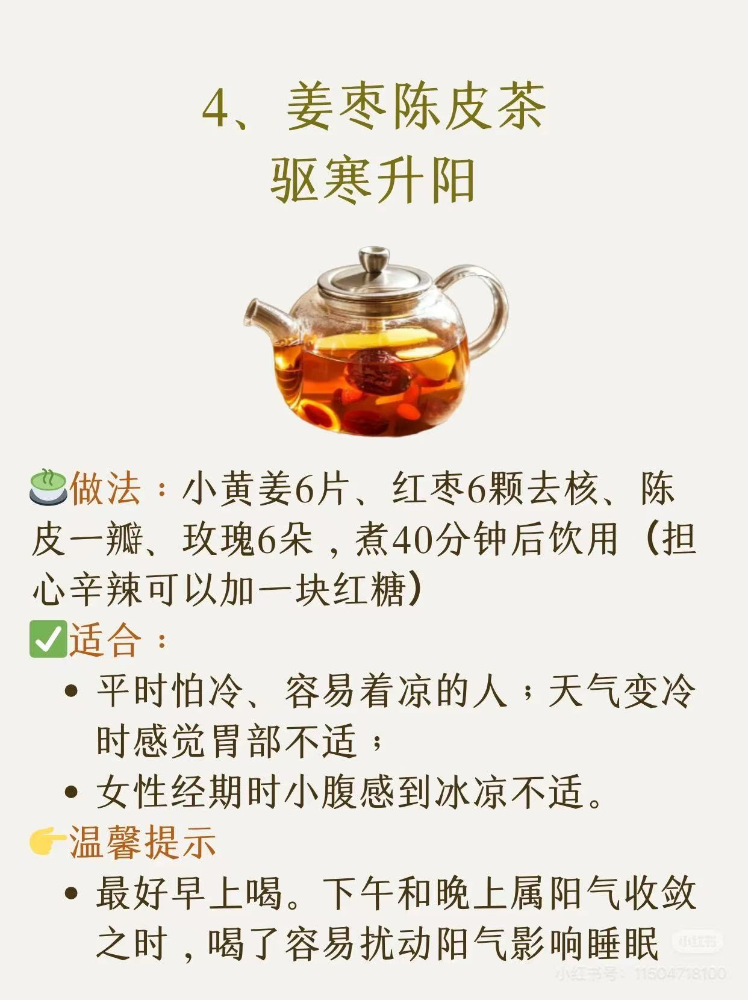 4、姜枣陈皮茶
驱寒升阳
做法：小黄姜6片、红枣6颗去核、陈
皮一瓣、玫瑰6朵，煮40分钟后饮用（担
心辛辣可以加一块红糖）
适合：
• 平时怕冷、容易着凉的人；天气变冷
时感觉胃部不适；
• 女性经期时小腹感到冰凉不适。
温馨提示
• 最好早上喝。下午和晚上属阳气收敛
之时，喝了容易扰动阳气影响睡眠
小红书
小红书号：11504718100